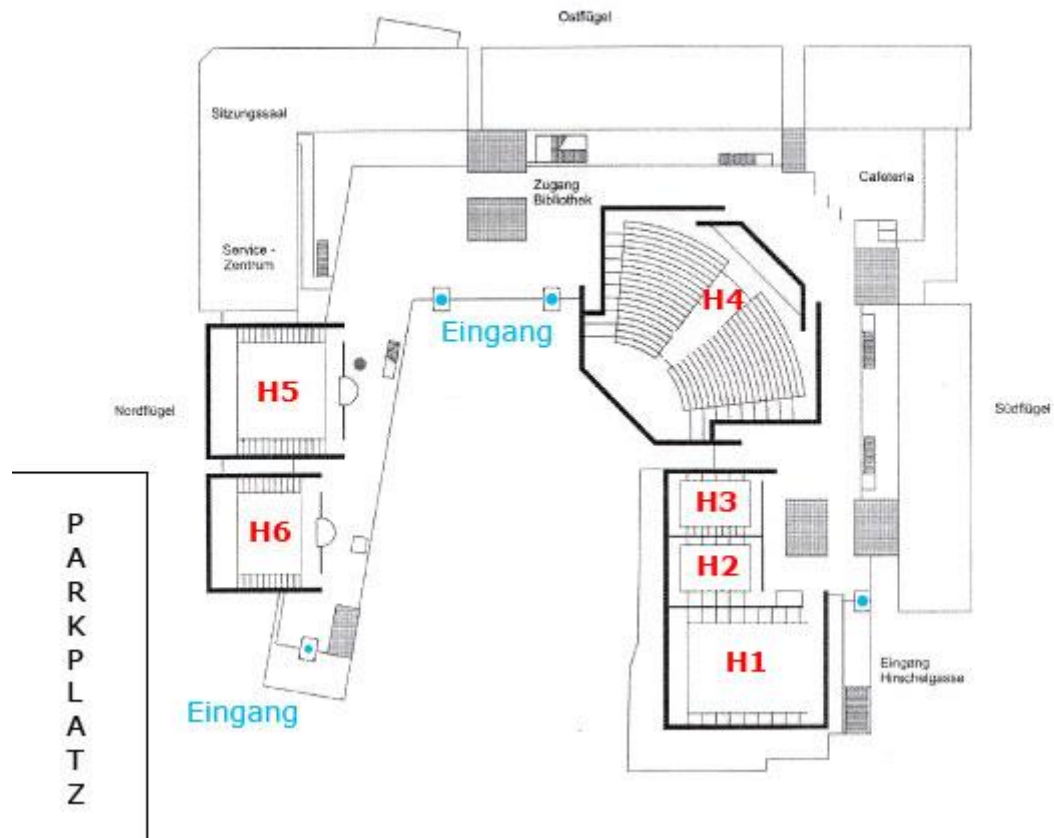 Ostflügel
Sitzungssaal
Zugang
Bibliothek
Cafeteria
Service -
Zentrum
H4
Eingang
H5
Nordflügel
Südflügel
H3
H6
H2
H1
Eingang
Hirschelgasse
Eingang
P
A
R
K
P
L
A
T
Z